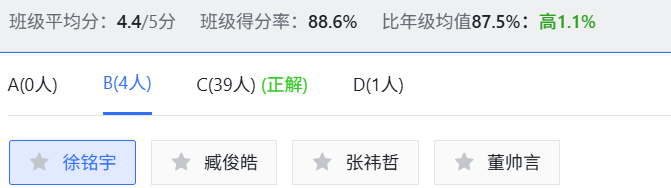 班级平均分：4.4/5分 班级得分率：88.6% 比年级均值87.5%：高1.1%
A(0人) B(4人) C(39人) (正解) D(1人)
徐铭宇 臧俊皓 张祎哲 董帅言